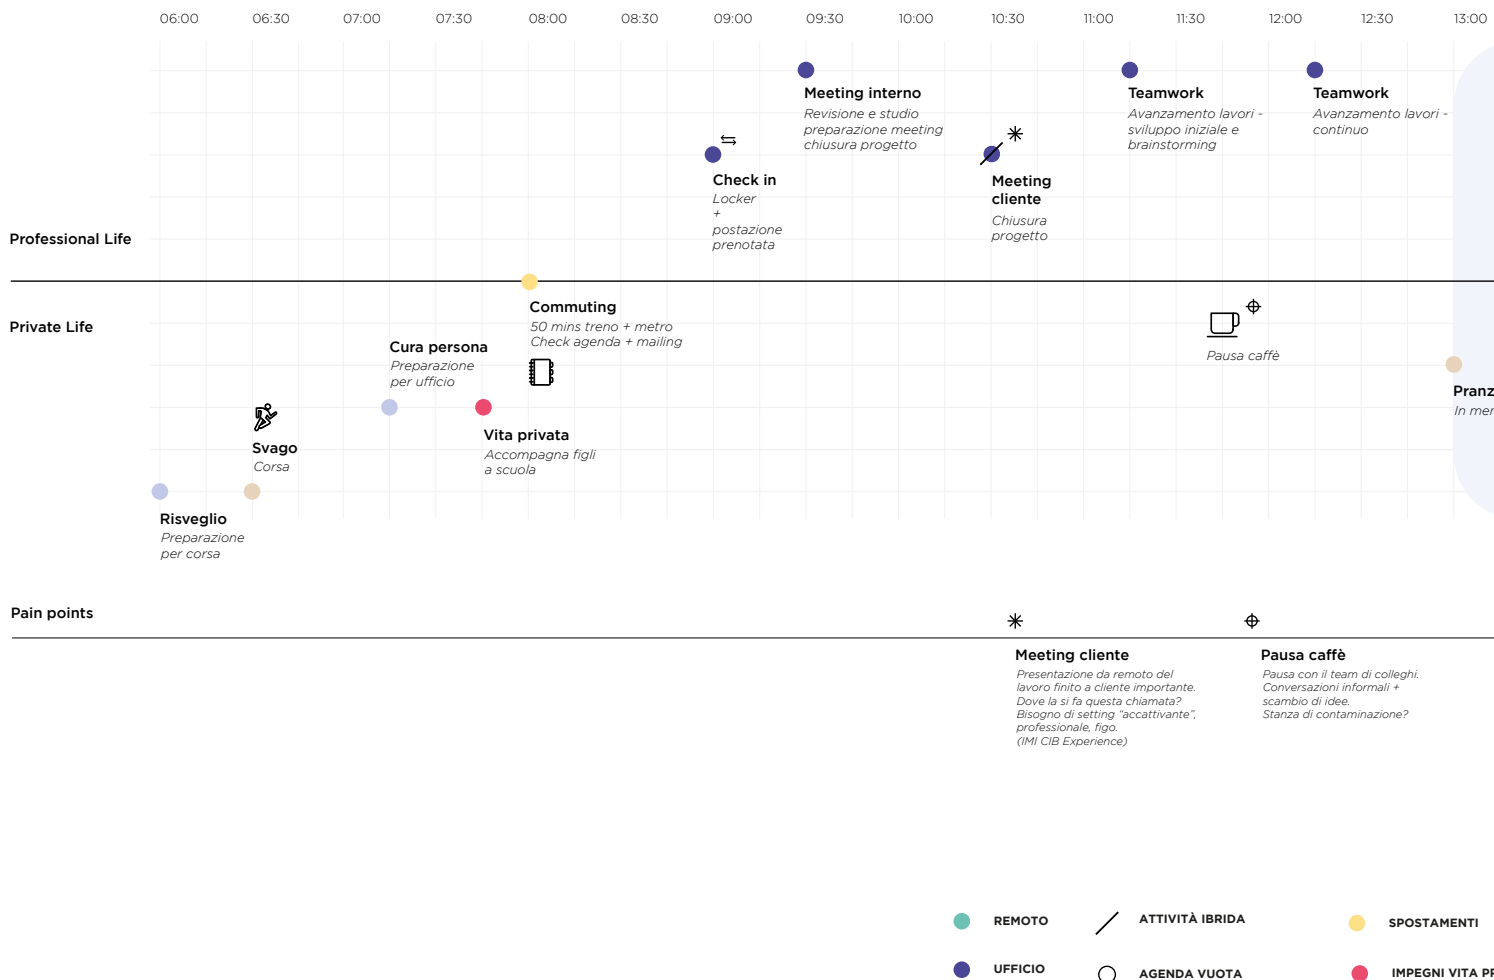 06:00 06:30 07:00 07:30 08:00 08:30 09:00 09:30 10:00 10:30 11:00 11:30 12:00 12:30 13:00
Meeting interno
Revisione e studio
preparazione meeting
chiusura progetto
Teamwork
Avanzamento lavori -
sviluppo iniziale e
brainstorming
Teamwork
Avanzamento lavori -
continuo
Check in
Locker
+
postazione
prenotata
Meeting
cliente
Chiusura
progetto
Professional Life
Private Life
Commuting
50 mins treno + metro
Check agenda + mailing
Cura persona
Preparazione
per ufficio
Pausa caffè
Pranz
In men
Svago
Corsa
Vita privata
Accompagna figli
a scuola
Risveglio
Preparazione
per corsa
Pain points
Meeting cliente
Presentazione da remoto del
lavoro finito a cliente importante.
Dove la si fa questa chiamata?
Bisogno di setting “accattivante”,
professionale, figo.
(IMI CIB Experience)
Pausa caffè
Pausa con il team di colleghi.
Conversazioni informali +
scambio di idee.
Stanza di contaminazione?
REMOTO
ATTIVITÀ IBRIDA
SPOSTAMENTI
UFFICIO
AGENDA VUOTA
IMPEGNI VITA PR